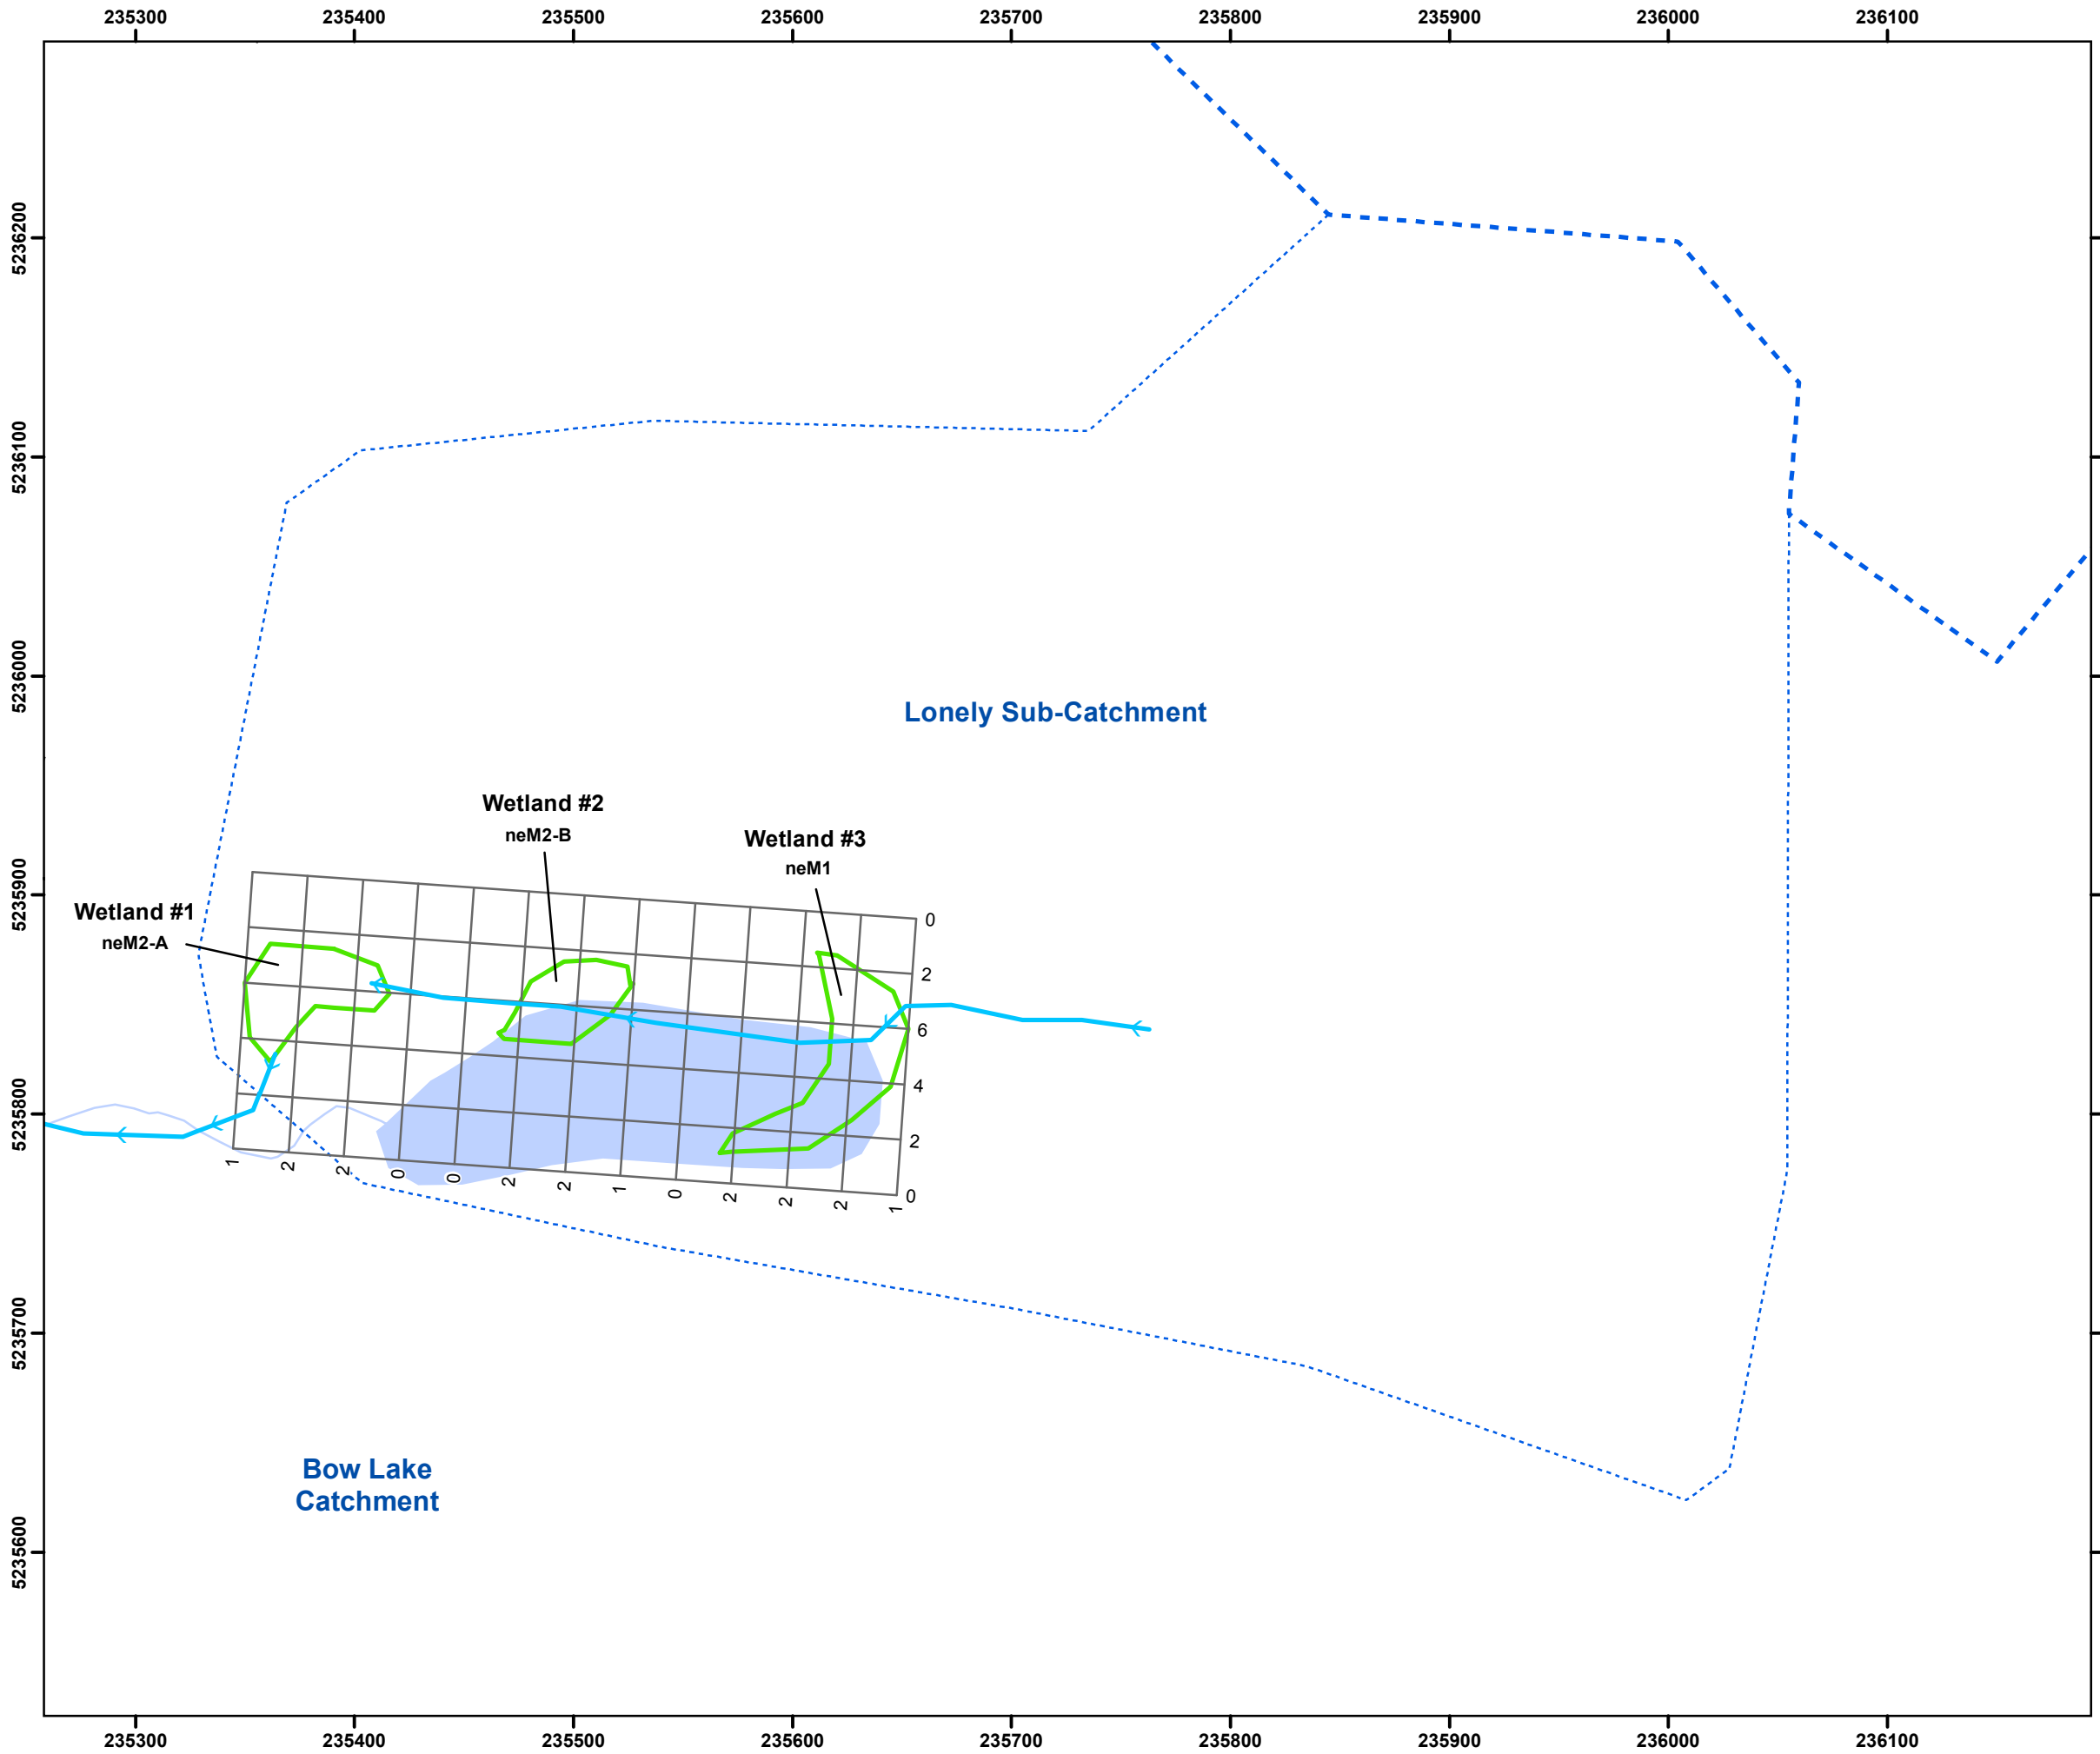 235300 235400 235500 235600 235700 235800 235900 236000 236100
5236200
5236100
5236000
Lonely Sub-Catchment
Wetland #2
neM2-B
Wetland #3
neM1
5235900
Wetland #1
neM2-A
0
2
6
4
2
0
5235800
1 2 2 0 0 2 2 1 0 2 2 2 1
5235700
Bow Lake
Catchment
5235600
235300 235400 235500 235600 235700 235800 235900 236000 236100